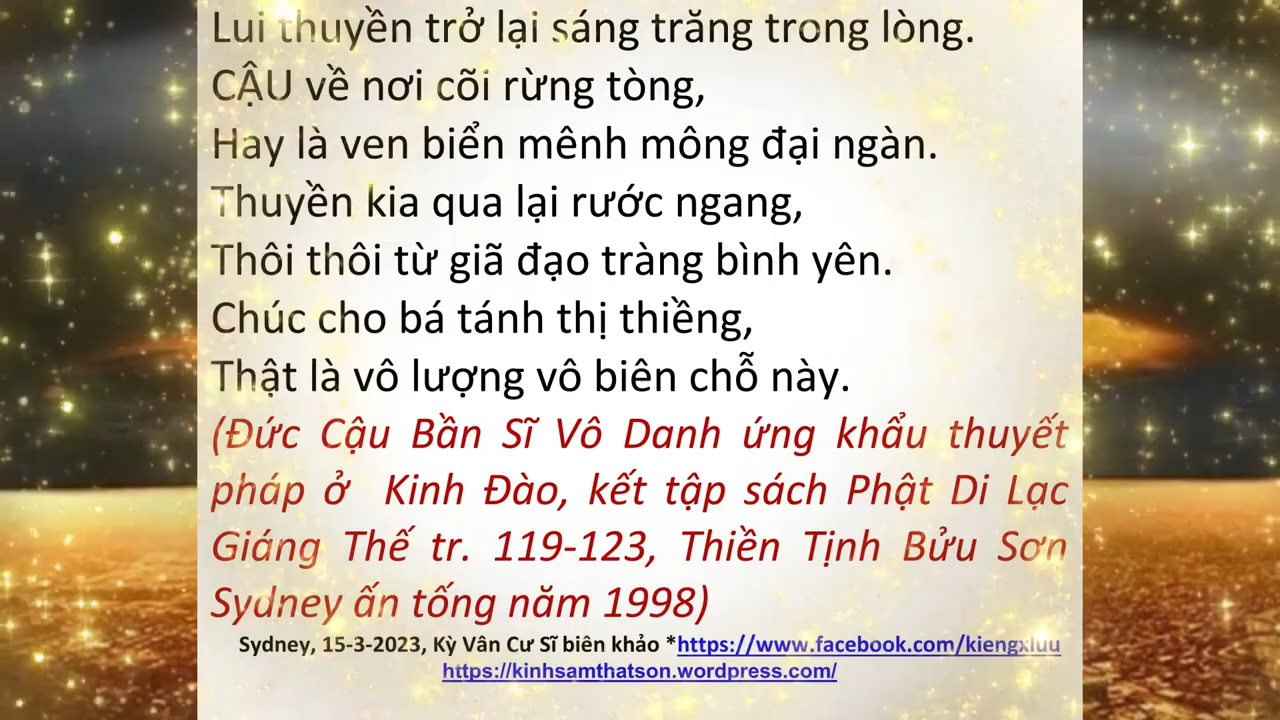 Lui thuyền trở lại sáng trăng trong lòng.
CẬU về nơi cõi rừng tòng,
Hay là ven biển mênh mông đại ngàn.
Thuyền kia qua lại rước ngang,
Thôi thôi từ giã đạo tràng bình yên.
Chúc cho bá tánh thị thiềng,
Thật là vô lượng vô biên chỗ này.
(Đức Cậu Bần Sĩ Vô Danh ứng khẩu thuyết
pháp ở Kinh Đào, kết tập sách Phật Di Lạc
Giáng Thế tr. 119-123, Thiền Tịnh Bửu Sơn
Sydney ấn tống năm 1998)
Sydney, 15-3-2023, Kỳ Vân Cư Sĩ biên khảo *https://www.facebook.com/kiengxluu
https://kinhsamthatson.wordpress.com/